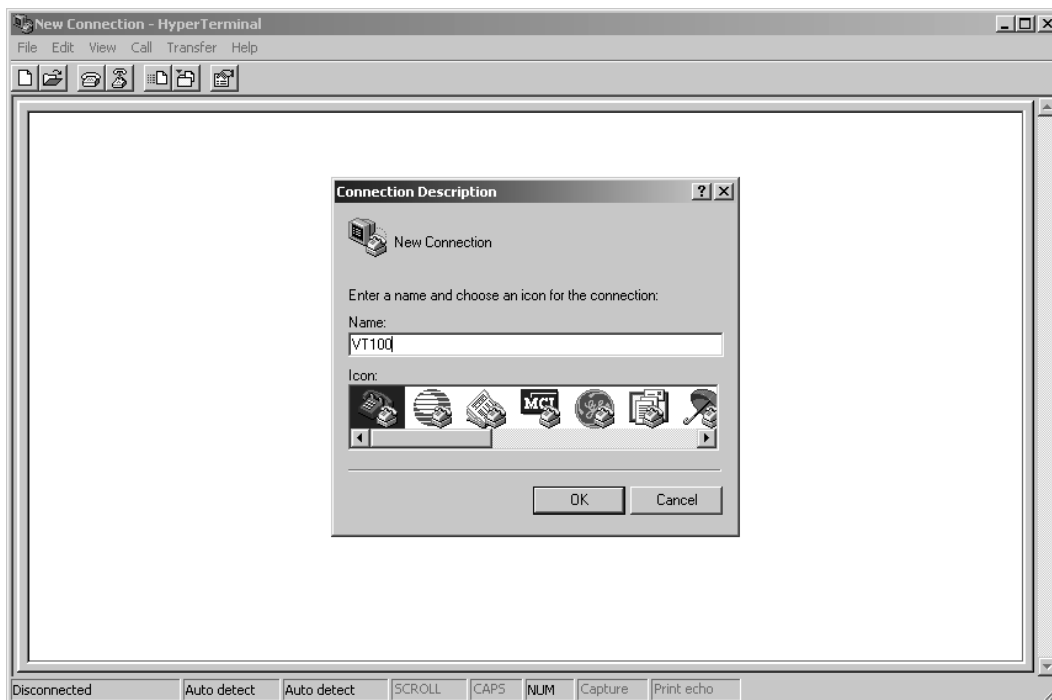 New Connection - HyperTerminal
File Edit View Call Transfer Help
Connection Description
New Connection
Enter a name and choose an icon for the connection:
Name:
VT100
Icon:
MCI
OK Cancel
Disconnected Auto detect Auto detect SCROLL CAPS NUM Capture Print echo